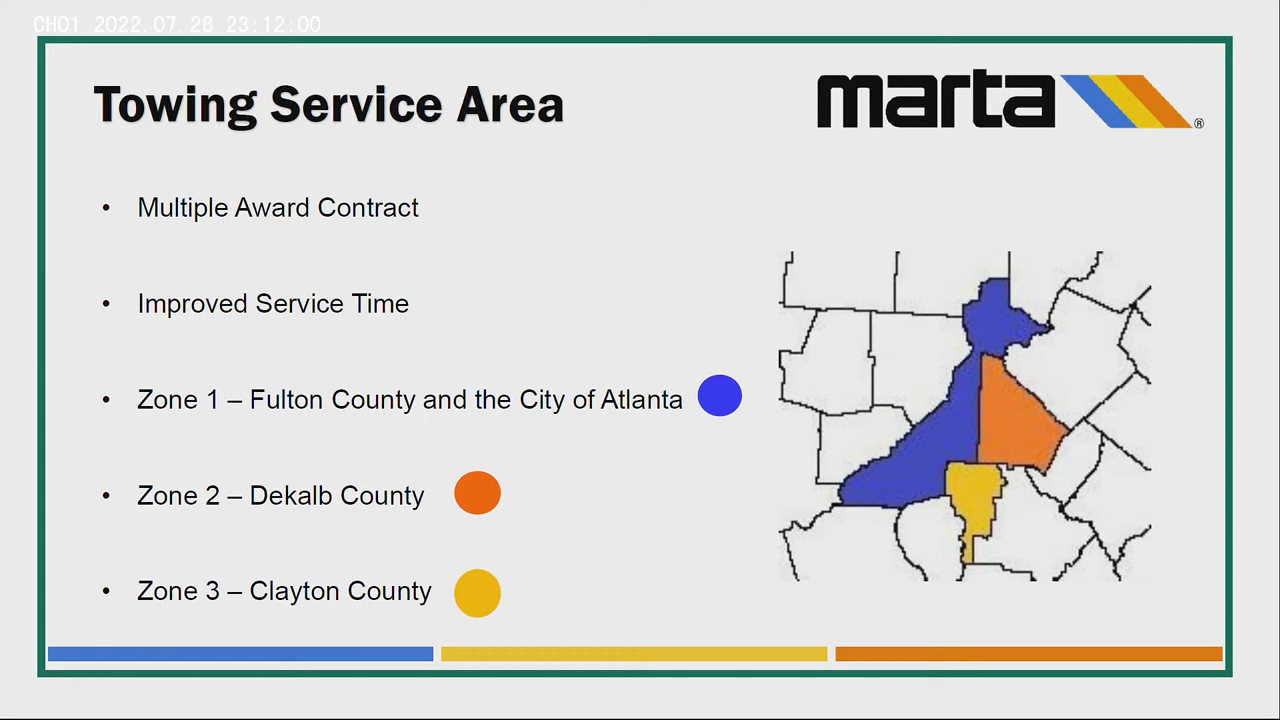 CH01 2022.07.28 23:12:00
Towing Service Area
marta®
• Multiple Award Contract
• Improved Service Time
• Zone 1 – Fulton County and the City of Atlanta
• Zone 2 – Dekalb County
• Zone 3 – Clayton County